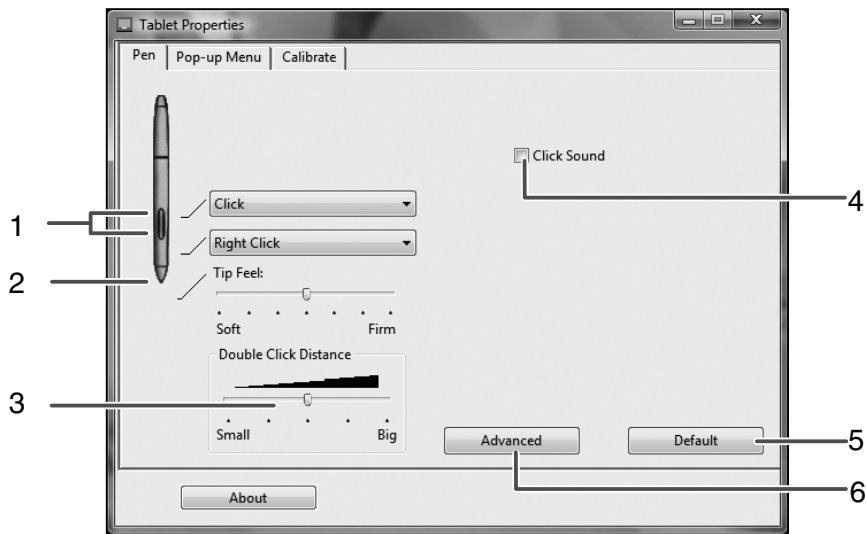 Tablet Properties
Pen Pop-up Menu Calibrate
Click Sound
4
1
Click
Right Click
2
Tip Feel:
Soft Firm
Double Click Distance
3
Small Big
Advanced Default
5
6
About